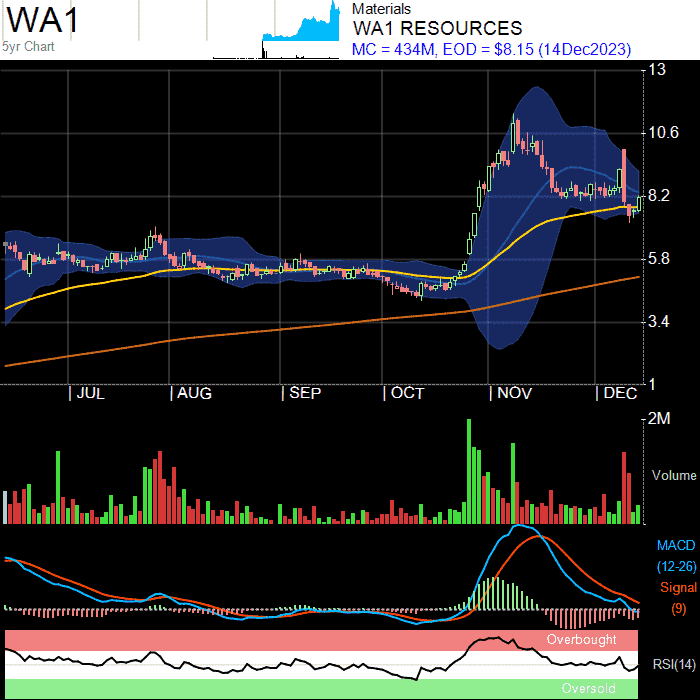 WA1
5yr Chart
Materials
WA1 RESOURCES
MC = 434M, EOD = $8.15 (14Dec2023)
13
10.6
8.2
5.8
3.4
1
JUL AUG SEP OCT NOV DEC
2M
Volume
MACD
(12-26)
Signal
(9)
Overbought
RSI(14)
Oversold